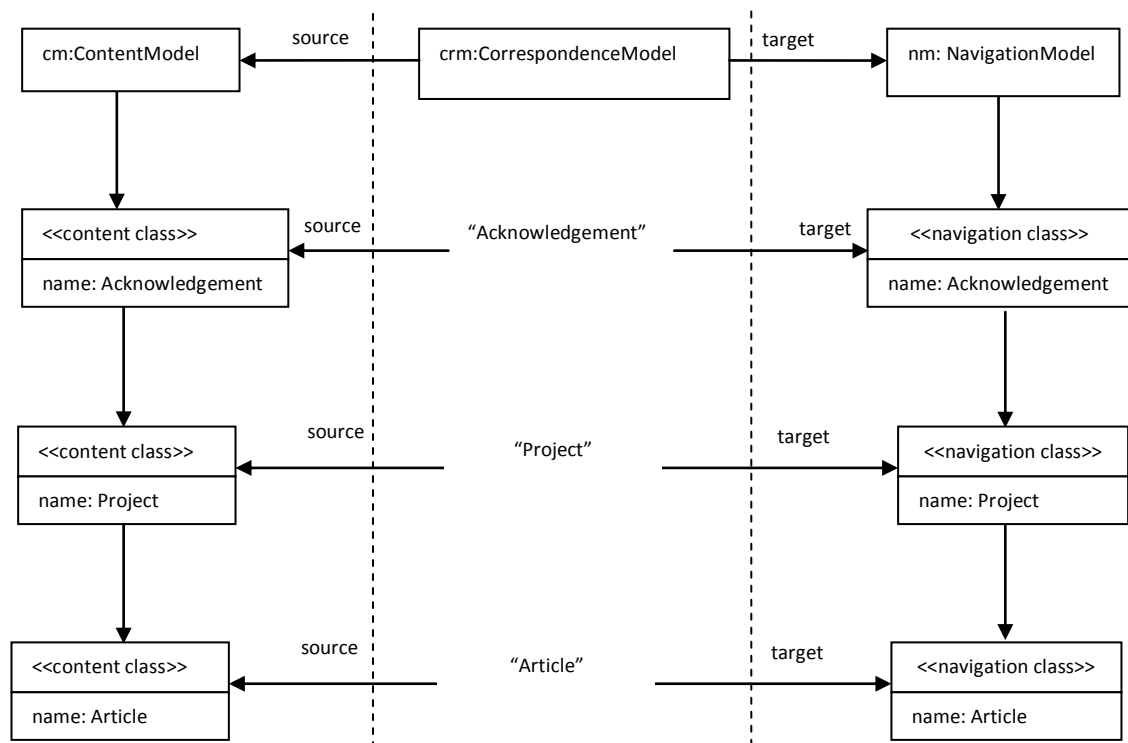 source
target
cm:ContentModel
crm:CorrespondenceModel
nm: NavigationModel
<<content class>>
source
“Acknowledgement”
target
<<navigation class>>
name: Acknowledgement
name: Acknowledgement
<<content class>>
source
“Project”
target
<<navigation class>>
name: Project
name: Project
<<content class>>
source
“Article”
target
<<navigation class>>
name: Article
name: Article